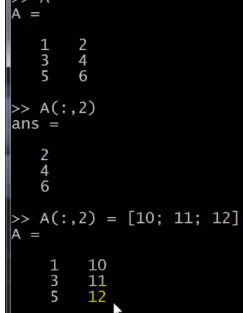 >> A
A =
1 2
3 4
5 6
>> A(:,2)
ans =
2
4
6
>> A(:,2) = [10; 11; 12]
A =
1 10
3 11
5 12